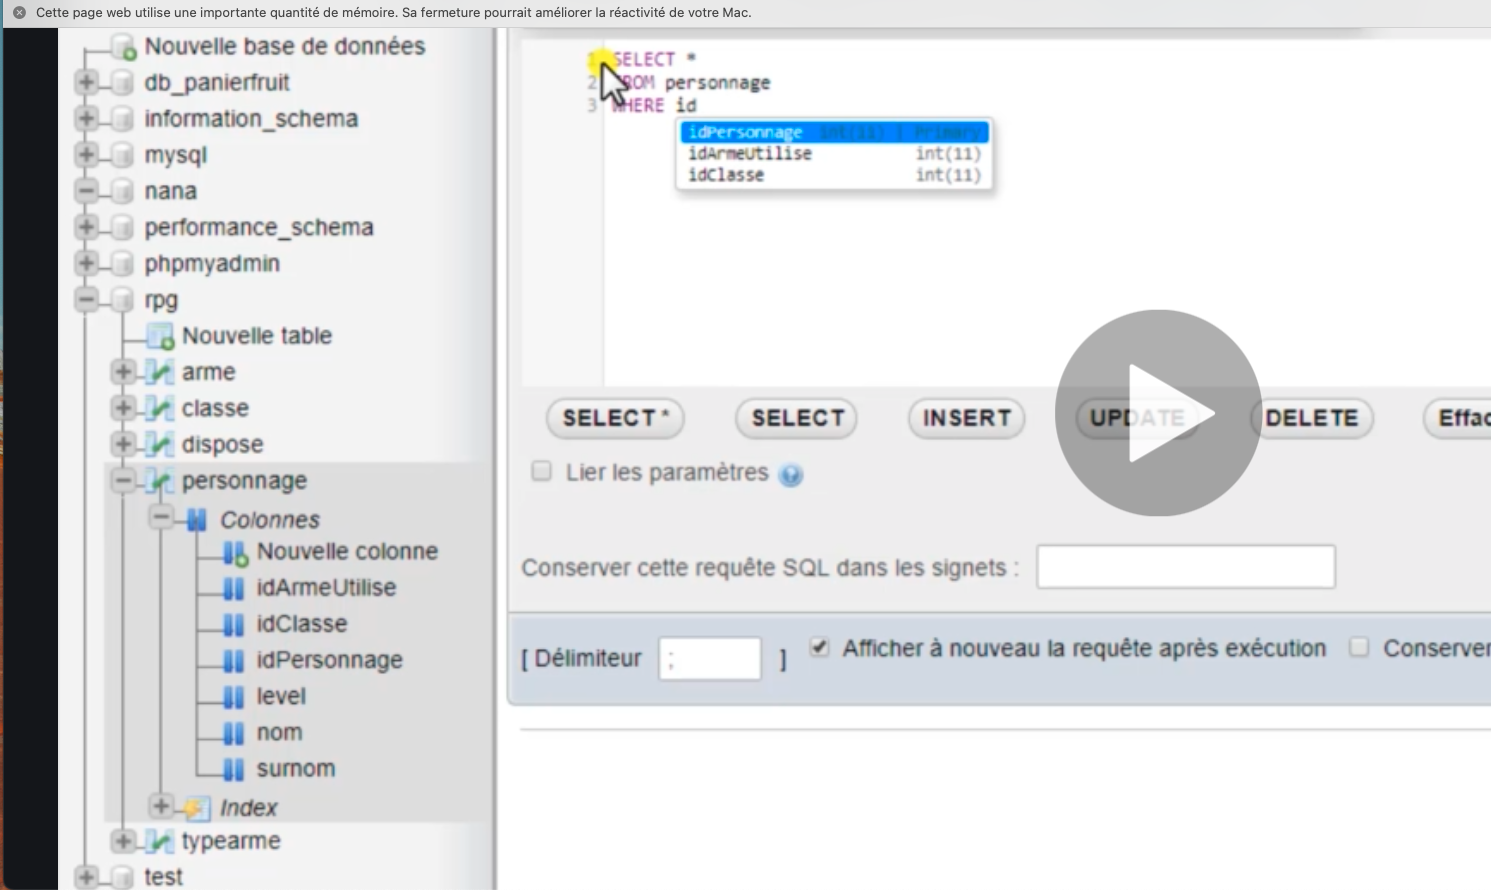 Cette page web utilise une importante quantité de mémoire. Sa fermeture pourrait améliorer la réactivité de votre Mac.
Nouvelle base de données
db_panierfruit
information_schema
mysql
nana
performance_schema
phpmyadmin
rpg
Nouvelle table
arme
classe
dispose
personnage
Colonnes
Nouvelle colonne
idArmeUtilise
idClasse
idPersonnage
level
nom
surnom
Index
typearme
test
1 SELECT *
2 FROM personnage
3 WHERE id
idPersonnage int(11) | Primary
idArmeUtilise int(11)
idClasse int(11)
SELECT * SELECT INSERT UPDATE DELETE Effac
Lier les paramètres
Conserver cette requête SQL dans les signets :
[ Délimiteur ; ] Afficher à nouveau la requête après exécution Conserver